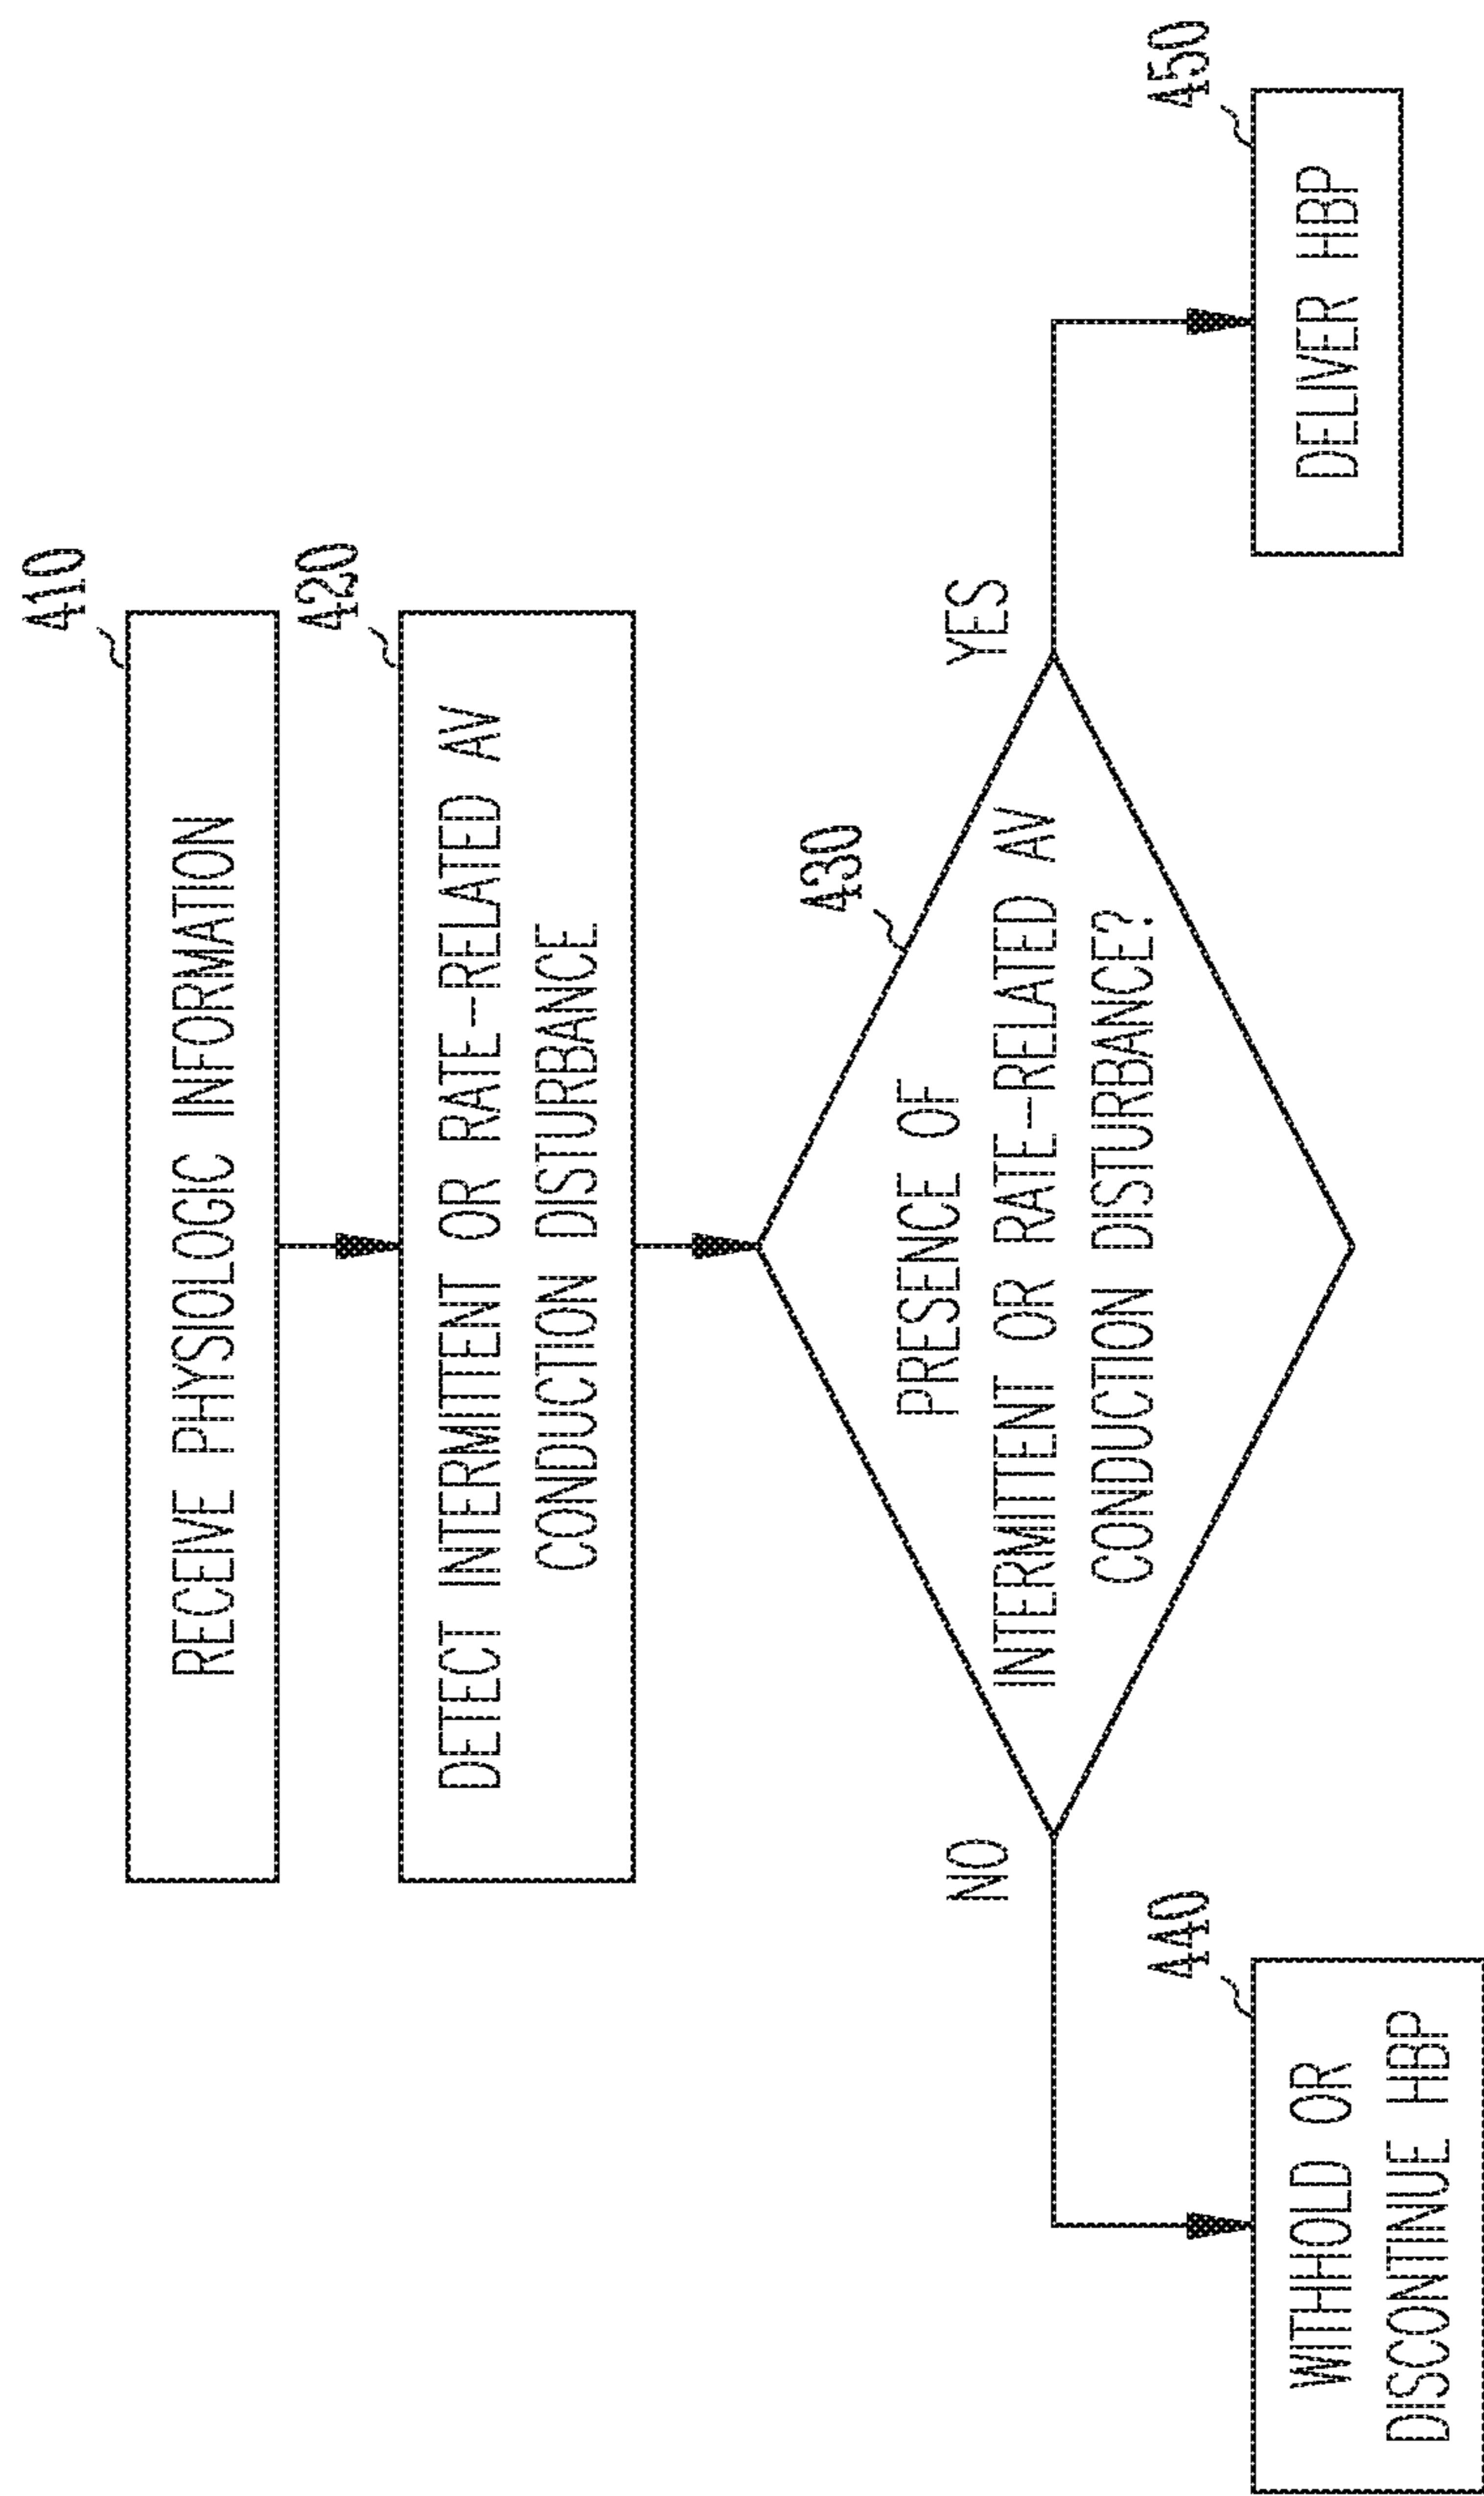 410
RECEIVE PHYSIOLOGIC INFORMATION
420
DETECT INTERMITTENT OR RATE-RELATED AV
CONDUCTION DISTURBANCE
430
PRESENCE OF
INTERMITTENT OR RATE-RELATED AV
CONDUCTION DISTURBANCE?
NO
YES
440
WITHHOLD OR
DISCONTINUE HBP
450
DELIVER HBP